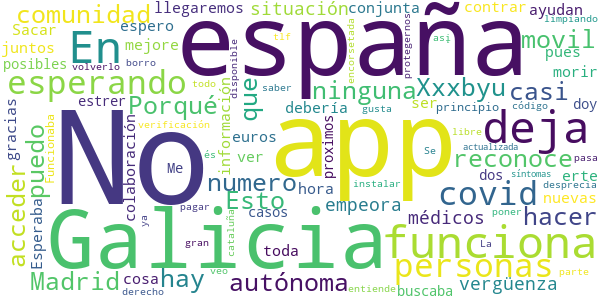 comunidad
llegaremos
situación
conjunta
contrar
ayudan
limpiando
Sacar
juntos
espero
tlf
así
posibles
volverlo
borro
En
españa
mejore
disponible
todo
encorsetada
protegernos
movil
pues
morir
esperando
Porqué
que
ninguna
Xxxbyu
casi
estrer
saber
debería
ser
principio
código
gusta
doy
gracias
Funcionaba
verificación
información
euros
ver
proximos
Se
libre
actualizada
No
app
deja
puedo
acceder
Me
és
colaboración
numero
Esto
hora
dos
reconoce
pasa
instalar
síntomas
erte
desprecia
Esperaba
ya
pagar
casos
empeora
covid
hacer
La
poner
nuevas
Madrid
hay
gran
cataluña
toda
médicos
cosa
derecho
veo
autónoma
entiende
buscaba
vergüenza
parte
Galicia
funciona
personas